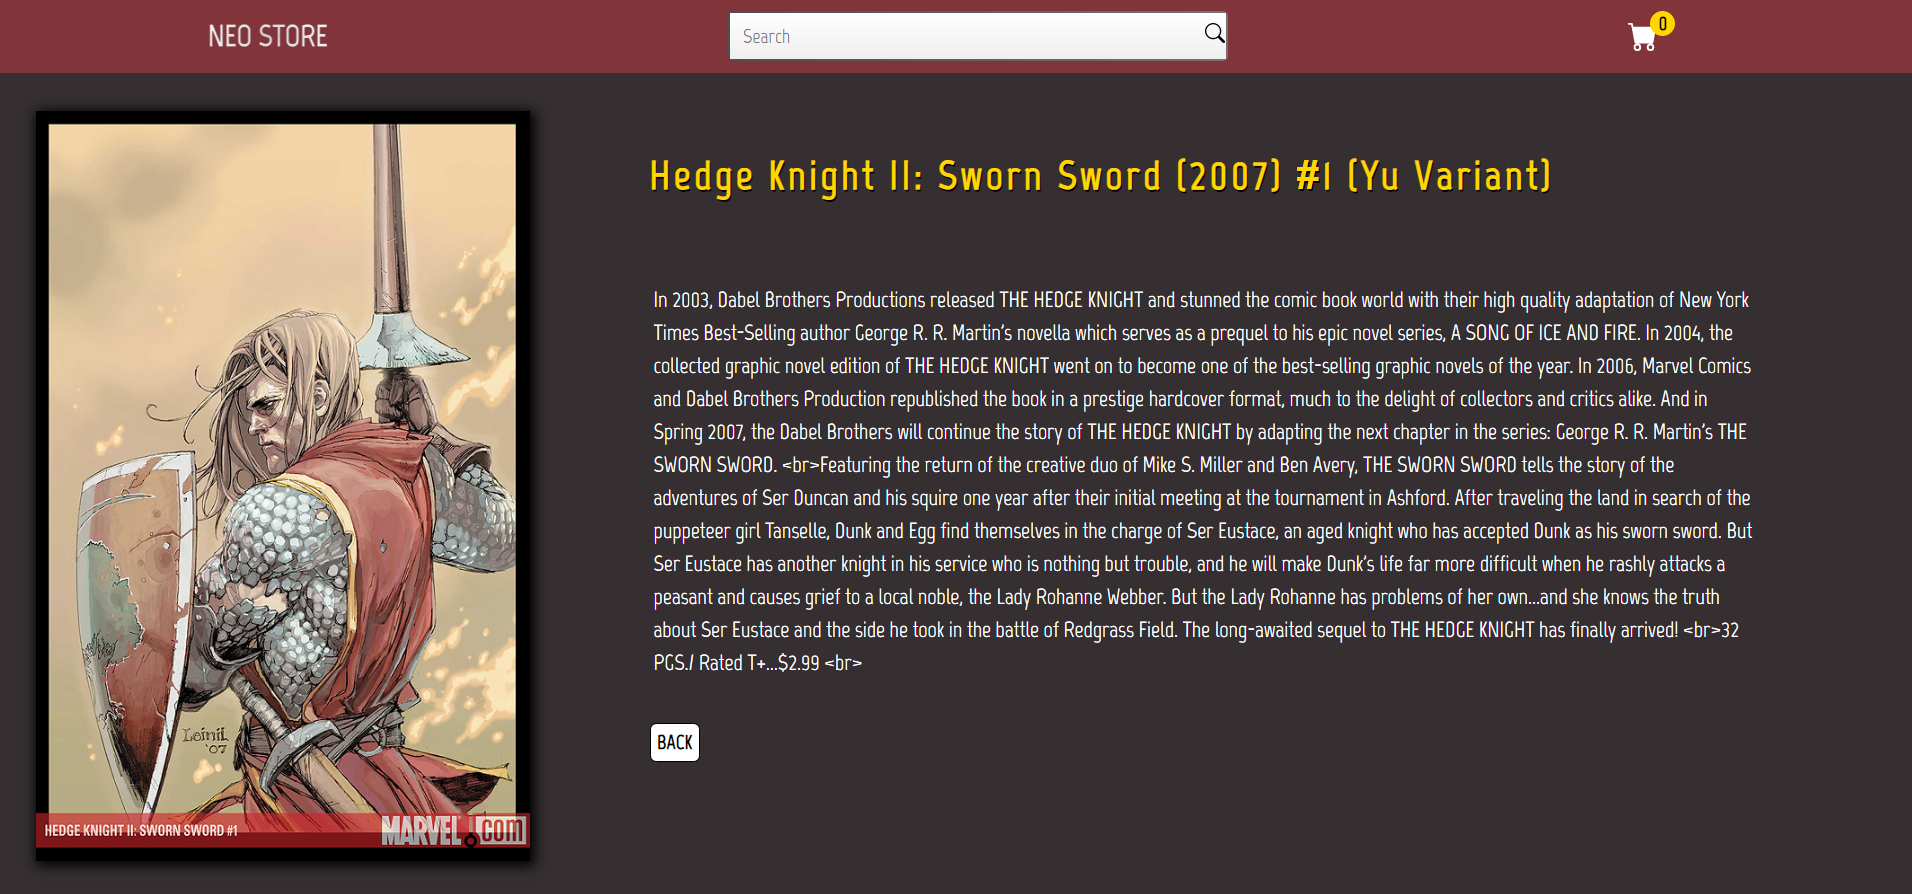 NEO STORE
Search
0
Hedge Knight II: Sworn Sword (2007) #1 (Yu Variant)
In 2003, Dabel Brothers Productions released THE HEDGE KNIGHT and stunned the comic book world with their high quality adaptation of New York
Times Best-Selling author George R. R. Martin's novella which serves as a prequel to his epic novel series, A SONG OF ICE AND FIRE. In 2004, the
collected graphic novel edition of THE HEDGE KNIGHT went on to become one of the best-selling graphic novels of the year. In 2006, Marvel Comics
and Dabel Brothers Production republished the book in a prestige hardcover format, much to the delight of collectors and critics alike. And in
Spring 2007, the Dabel Brothers will continue the story of THE HEDGE KNIGHT by adapting the next chapter in the series: George R. R. Martin's THE
SWORN SWORD. <br>Featuring the return of the creative duo of Mike S. Miller and Ben Avery, THE SWORN SWORD tells the story of the
adventures of Ser Duncan and his squire one year after their initial meeting at the tournament in Ashford. After traveling the land in search of the
puppeteer girl Tanselle, Dunk and Egg find themselves in the charge of Ser Eustace, an aged knight who has accepted Dunk as his sworn sword. But
Ser Eustace has another knight in his service who is nothing but trouble, and he will make Dunk's life far more difficult when he rashly attacks a
peasant and causes grief to a local noble, the Lady Rohanne Webber. But the Lady Rohanne has problems of her own...and she knows the truth
about Ser Eustace and the side he took in the battle of Redgrass Field. The long-awaited sequel to THE HEDGE KNIGHT has finally arrived! <br>32
PGS./ Rated T+...$2.99 <br>
BACK
Leinil
'07
HEDGE KNIGHT II: SWORN SWORD #1
MARVEL.com